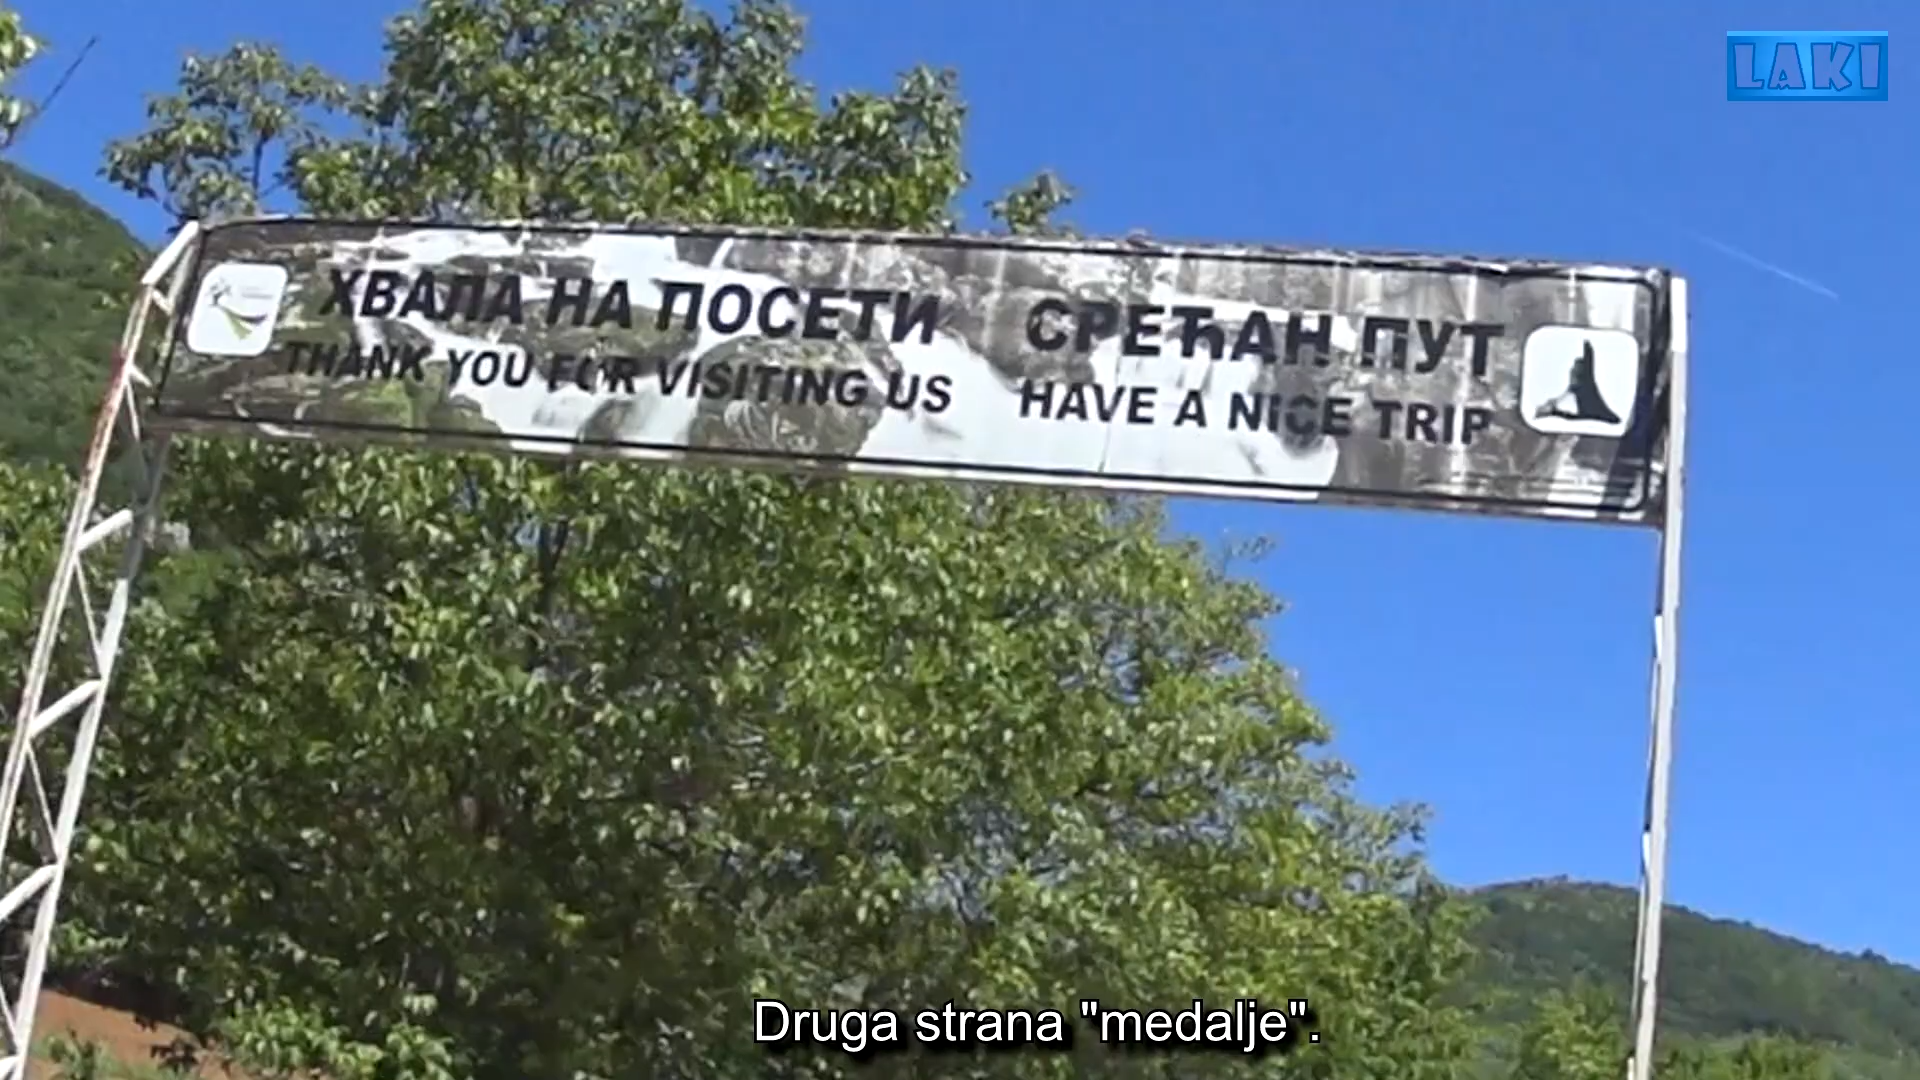 LAKI
ХВАЛА НА ПОСЕТИ СРЕЋАН ПУТ
THANK YOU FOR VISITING US HAVE A NICE TRIP
Druga strana "medalje".